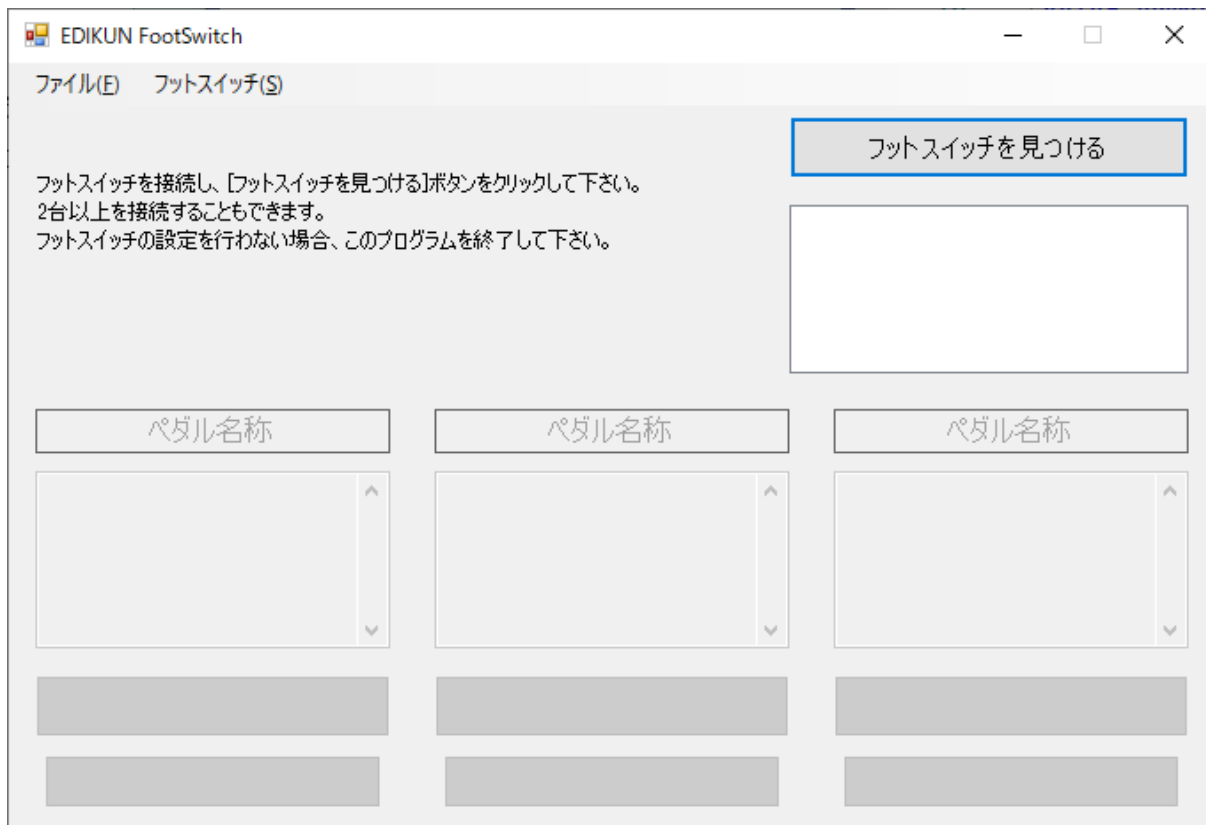 EDIKUN FootSwitch
ファイル(F) フットスイッチ(S)
フットスイッチを見つける
フットスイッチを接続し、[フットスイッチを見つける]ボタンをクリックして下さい。
2台以上を接続することもできます。
フットスイッチの設定を行わない場合、このプログラムを終了して下さい。
ペダル名称 ペダル名称 ペダル名称